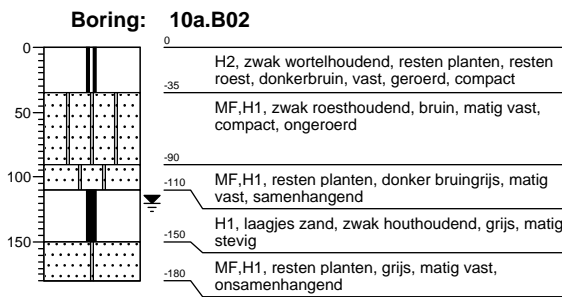 Boring: 10a.B02
0
0
H2, zwak wortelhoudend, resten planten, resten
roest, donkerbruin, vast, geroerd, compact
-35
50
MF,H1, zwak roesthoudend, bruin, matig vast,
compact, ongeroerd
-90
100
MF,H1, resten planten, donker bruingrijs, matig
vast, samenhangend
-110
H1, laagjes zand, zwak houthoudend, grijs, matig
stevig
150
-150
MF,H1, resten planten, grijs, matig vast,
onsamenhangend
-180